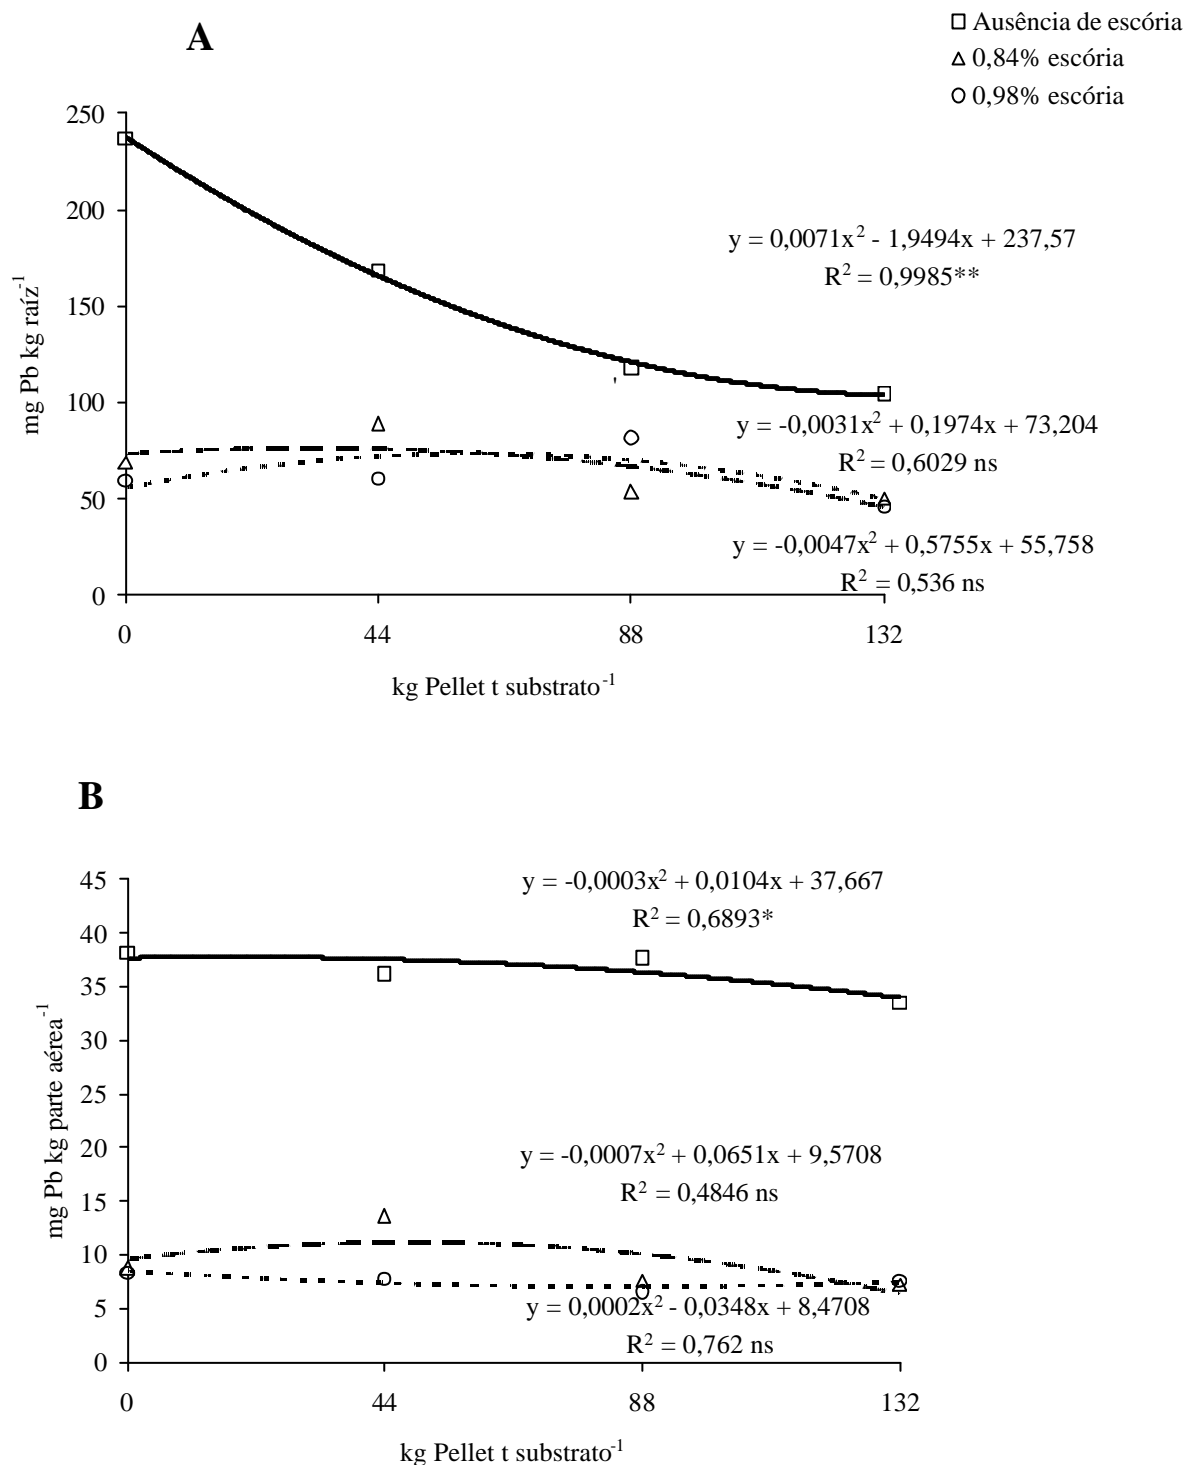 A
Ausência de escória
0,84% escória
0,98% escória
250
200
150
100
50
0
mg Pb kg raíz⁻¹
y = 0,0071x² - 1,9494x + 237,57
R² = 0,9985**
y = -0,0031x² + 0,1974x + 73,204
R² = 0,6029 ns
y = -0,0047x² + 0,5755x + 55,758
R² = 0,536 ns
0 44 88 132
kg Pellet t substrato⁻¹
B
45
40
35
30
25
20
15
10
5
0
mg Pb kg parte aérea⁻¹
y = -0,0003x² + 0,0104x + 37,667
R² = 0,6893*
y = -0,0007x² + 0,0651x + 9,5708
R² = 0,4846 ns
y = 0,0002x² - 0,0348x + 8,4708
R² = 0,762 ns
0 44 88 132
kg Pellet t substrato⁻¹